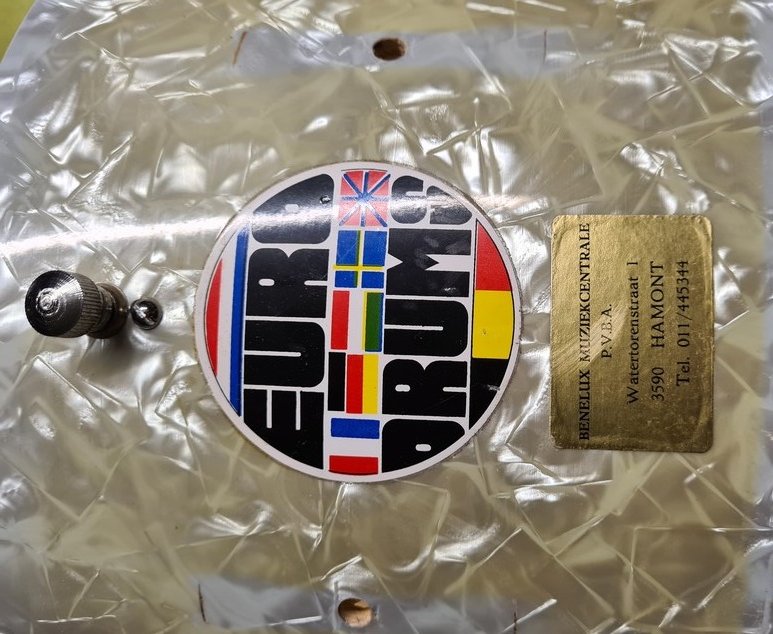 EURO
DRUMS
BENELUX MUZIEKCENTRALE
P.V.B.A.
Watertorenstraat 1
3590 HAMONT
Tel. 011/445344